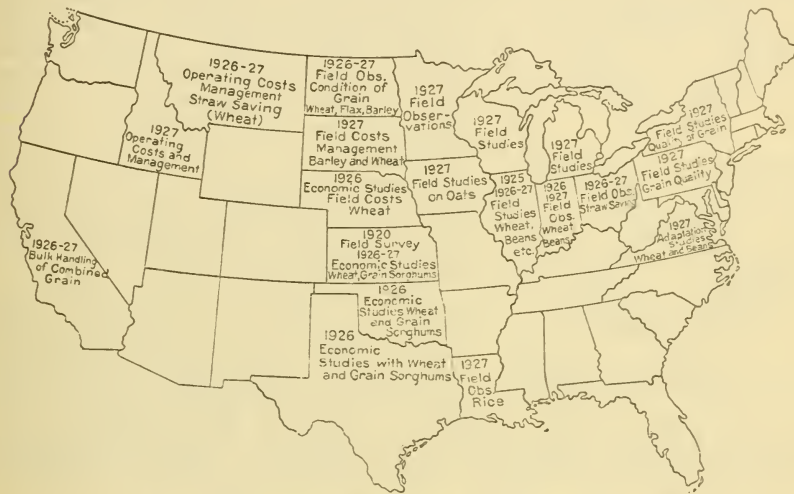 1926-27
Operating Costs
Management
Straw Saving
(Wheat)
1926-27
Field Obs.
Condition of
Grain
Wheat, Flax, Barley
1927
Field
Obser-
vations
1927
Field
Studies
1927
Field Studies
1927
Field Studies
Quality of Grain
1927
Operating
Costs and
Management
1927
Field Costs
Management
Barley and Wheat
1927
Field Studies
on Oats
1926
Economic Studies
Field Costs
Wheat
1925
1926-27
Field
Studies
Wheat,
Beans
etc.
1926
1927
Field
Obs.
Wheat
Beans
1926-27
Field Obs.
Straw Saving
1927
Field Studies
Grain Quality
1927
Adaptation
Studies
Wheat and Beans
1926-27
Bulk Handling
of Combined
Grain
1920
Field Survey
1926-27
Economic Studies
Wheat, Grain Sorghums
1926
Economic
Studies Wheat
and Grain
Sorghums
1926
Economic
Studies with Wheat
and Grain Sorghums
1927
Field
Obs
Rice